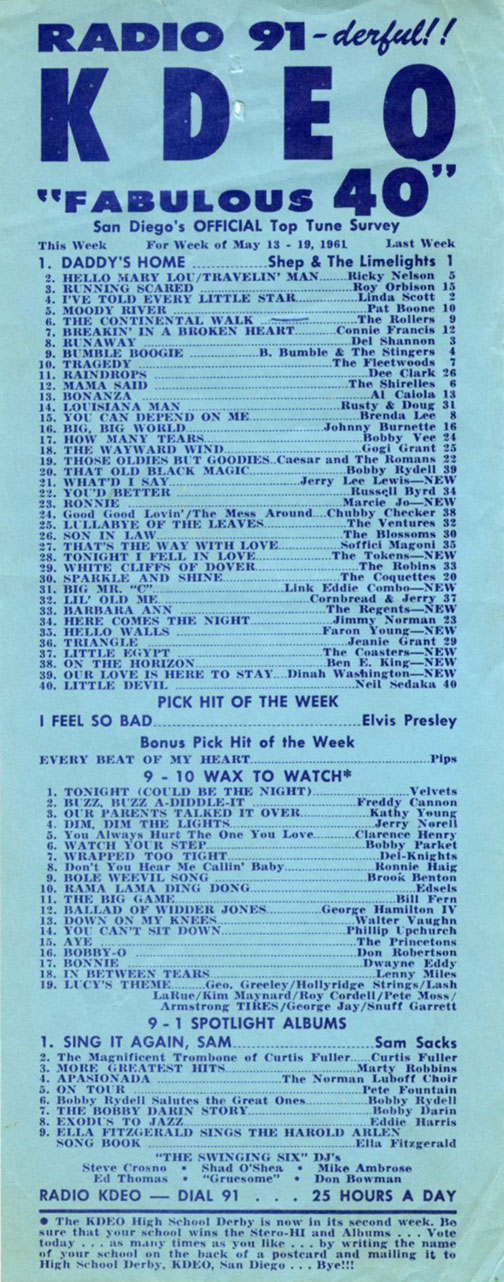 RADIO 91-derful!!
K D E O
"FABULOUS 40"
San Diego's OFFICIAL Top Tune Survey
This Week For Week of May 13 - 19, 1961 Last Week
1. DADDY'S HOME ..... Shep & The Limelights 1
2. HELLO MARY LOU/TRAVELIN' MAN ..... Ricky Nelson 5
3. RUNNING SCARED ..... Roy Orbison 15
4. I'VE TOLD EVERY LITTLE STAR ..... Linda Scott 2
5. MOODY RIVER ..... Pat Boone 10
6. THE CONTINENTAL WALK ..... The Rollers 9
7. BREAKIN' IN A BROKEN HEART ..... Connie Francis 12
8. RUNAWAY ..... Del Shannon 3
9. BUMBLE BOOGIE ..... B. Bumble & The Stingers 4
10. TRAGEDY ..... The Fleetwoods 7
11. RAINDROPS ..... Dee Clark 26
12. MAMA SAID ..... The Shirelles 6
13. BONANZA ..... Al Caiola 13
14. LOUISIANA MAN ..... Rusty & Doug 31
15. YOU CAN DEPEND ON ME ..... Brenda Lee 8
16. BIG, BIG WORLD ..... Johnny Burnette 16
17. HOW MANY TEARS ..... Bobby Vee 24
18. THE WAYWARD WIND ..... Gogi Grant 25
19. THOSE OLDIES BUT GOODIES..Caesar and The Romans 22
20. THAT OLD BLACK MAGIC ..... Bobby Rydell 39
21. WHAT'D I SAY ..... Jerry Lee Lewis—NEW
22. YOU'D BETTER ..... Russell Byrd 34
23. RONNIE ..... Marcie Jo—NEW
24. Good Good Lovin'/The Mess Around ..... Chubby Checker 38
25. LULLABYE OF THE LEAVES ..... The Ventures 32
26. SON IN LAW ..... The Blossoms 30
27. THAT'S THE WAY WITH LOVE ..... Soffici Magoni 35
28. TONIGHT I FELL IN LOVE ..... The Tokens—NEW
29. WHITE CLIFFS OF DOVER ..... The Robins 33
30. SPARKLE AND SHINE ..... The Coquettes 20
31. BIG MR. "C" ..... Link Eddie Combo—NEW
32. LIL' OLD ME ..... Cornbread & Jerry 37
33. BARBARA ANN ..... The Regents—NEW
34. HERE COMES THE NIGHT ..... Jimmy Norman 23
35. HELLO WALLS ..... Faron Young—NEW
36. TRIANGLE ..... Jeanie Grant 29
37. LITTLE EGYPT ..... The Coasters—NEW
38. ON THE HORIZON ..... Ben E. King—NEW
39. OUR LOVE IS HERE TO STAY ..... Dinah Washington—NEW
40. LITTLE DEVIL ..... Neil Sedaka 40
PICK HIT OF THE WEEK
I FEEL SO BAD ..... Elvis Presley
Bonus Pick Hit of the Week
EVERY BEAT OF MY HEART ..... Pips
9 - 10 WAX TO WATCH*
1. TONIGHT (COULD BE THE NIGHT) ..... Velvets
2. BUZZ, BUZZ A-DIDDLE-IT ..... Freddy Cannon
3. OUR PARENTS TALKED IT OVER ..... Kathy Young
4. DIM, DIM THE LIGHTS ..... Jerry Norell
5. You Always Hurt The One You Love ..... Clarence Henry
6. WATCH YOUR STEP ..... Bobby Parket
7. WRAPPED TOO TIGHT ..... Del-Knights
8. Don't You Hear Me Callin' Baby ..... Ronnie Haig
9. BOLE WEEVIL SONG ..... Brook Benton
10. RAMA LAMA DING DONG ..... Edsels
11. THE BIG GAME ..... Bill Fern
12. BALLAD OF WIDDER JONES ..... George Hamilton IV
13. DOWN ON MY KNEES ..... Walter Vaughn
14. YOU CAN'T SIT DOWN ..... Phillip Upchurch
15. AYE ..... The Princetons
16. BOBBY-O ..... Don Robertson
17. BONNIE ..... Dwayne Eddy
18. IN BETWEEN TEARS ..... Lenny Miles
19. LUCY'S THEME ..... Geo. Greeley/Hollyridge Strings/Lash
LaRue/Kim Maynard/Roy Cordell/Pete Moss/
Armstrong TIRES/George Jay/Snuff Garrett
9 - 1 SPOTLIGHT ALBUMS
1. SING IT AGAIN, SAM ..... Sam Sacks
2. The Magnificent Trombone of Curtis Fuller ..... Curtis Fuller
3. MORE GREATEST HITS ..... Marty Robbins
4. APASIONADA ..... The Norman Luboff Choir
5. ON TOUR ..... Pete Fountain
6. Bobby Rydell Salutes the Great Ones ..... Bobby Rydell
7. THE BOBBY DARIN STORY ..... Bobby Darin
8. EXODUS TO JAZZ ..... Eddie Harris
9. ELLA FITZGERALD SINGS THE HAROLD ARLEN
SONG BOOK ..... Ella Fitzgerald
"THE SWINGING SIX" DJ's
Steve Crosno • Shad O'Shea • Mike Ambrose
Ed Thomas • "Gruesome" • Don Bowman
RADIO KDEO — DIAL 91 . . . 25 HOURS A DAY
• The KDEO High School Derby is now in its second week. Be
sure that your school wins the Stero-HI and Albums . . . Vote
today . . . as many times as you like . . . by writing the name
of your school on the back of a postcard and mailing it to
High School Derby, KDEO, San Diego . . . Bye!!!